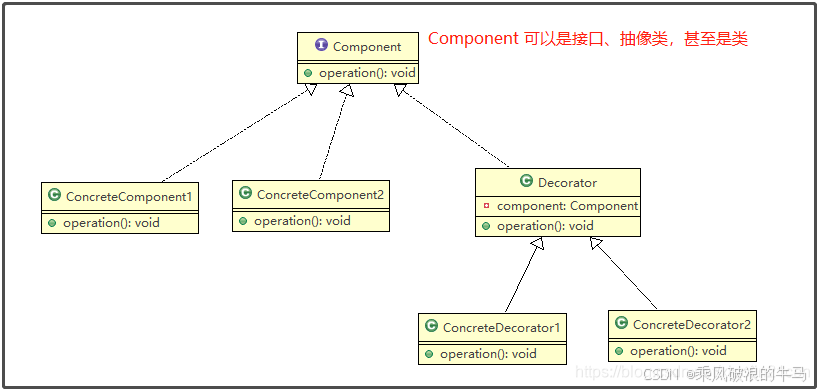 Component 可以是接口、抽像类，甚至是类
I Component
operation(): void
C ConcreteComponent1
operation(): void
C ConcreteComponent2
operation(): void
C Decorator
component: Component
operation(): void
C ConcreteDecorator1
operation(): void
C ConcreteDecorator2
operation(): void
CSDN @乘风破浪的牛马